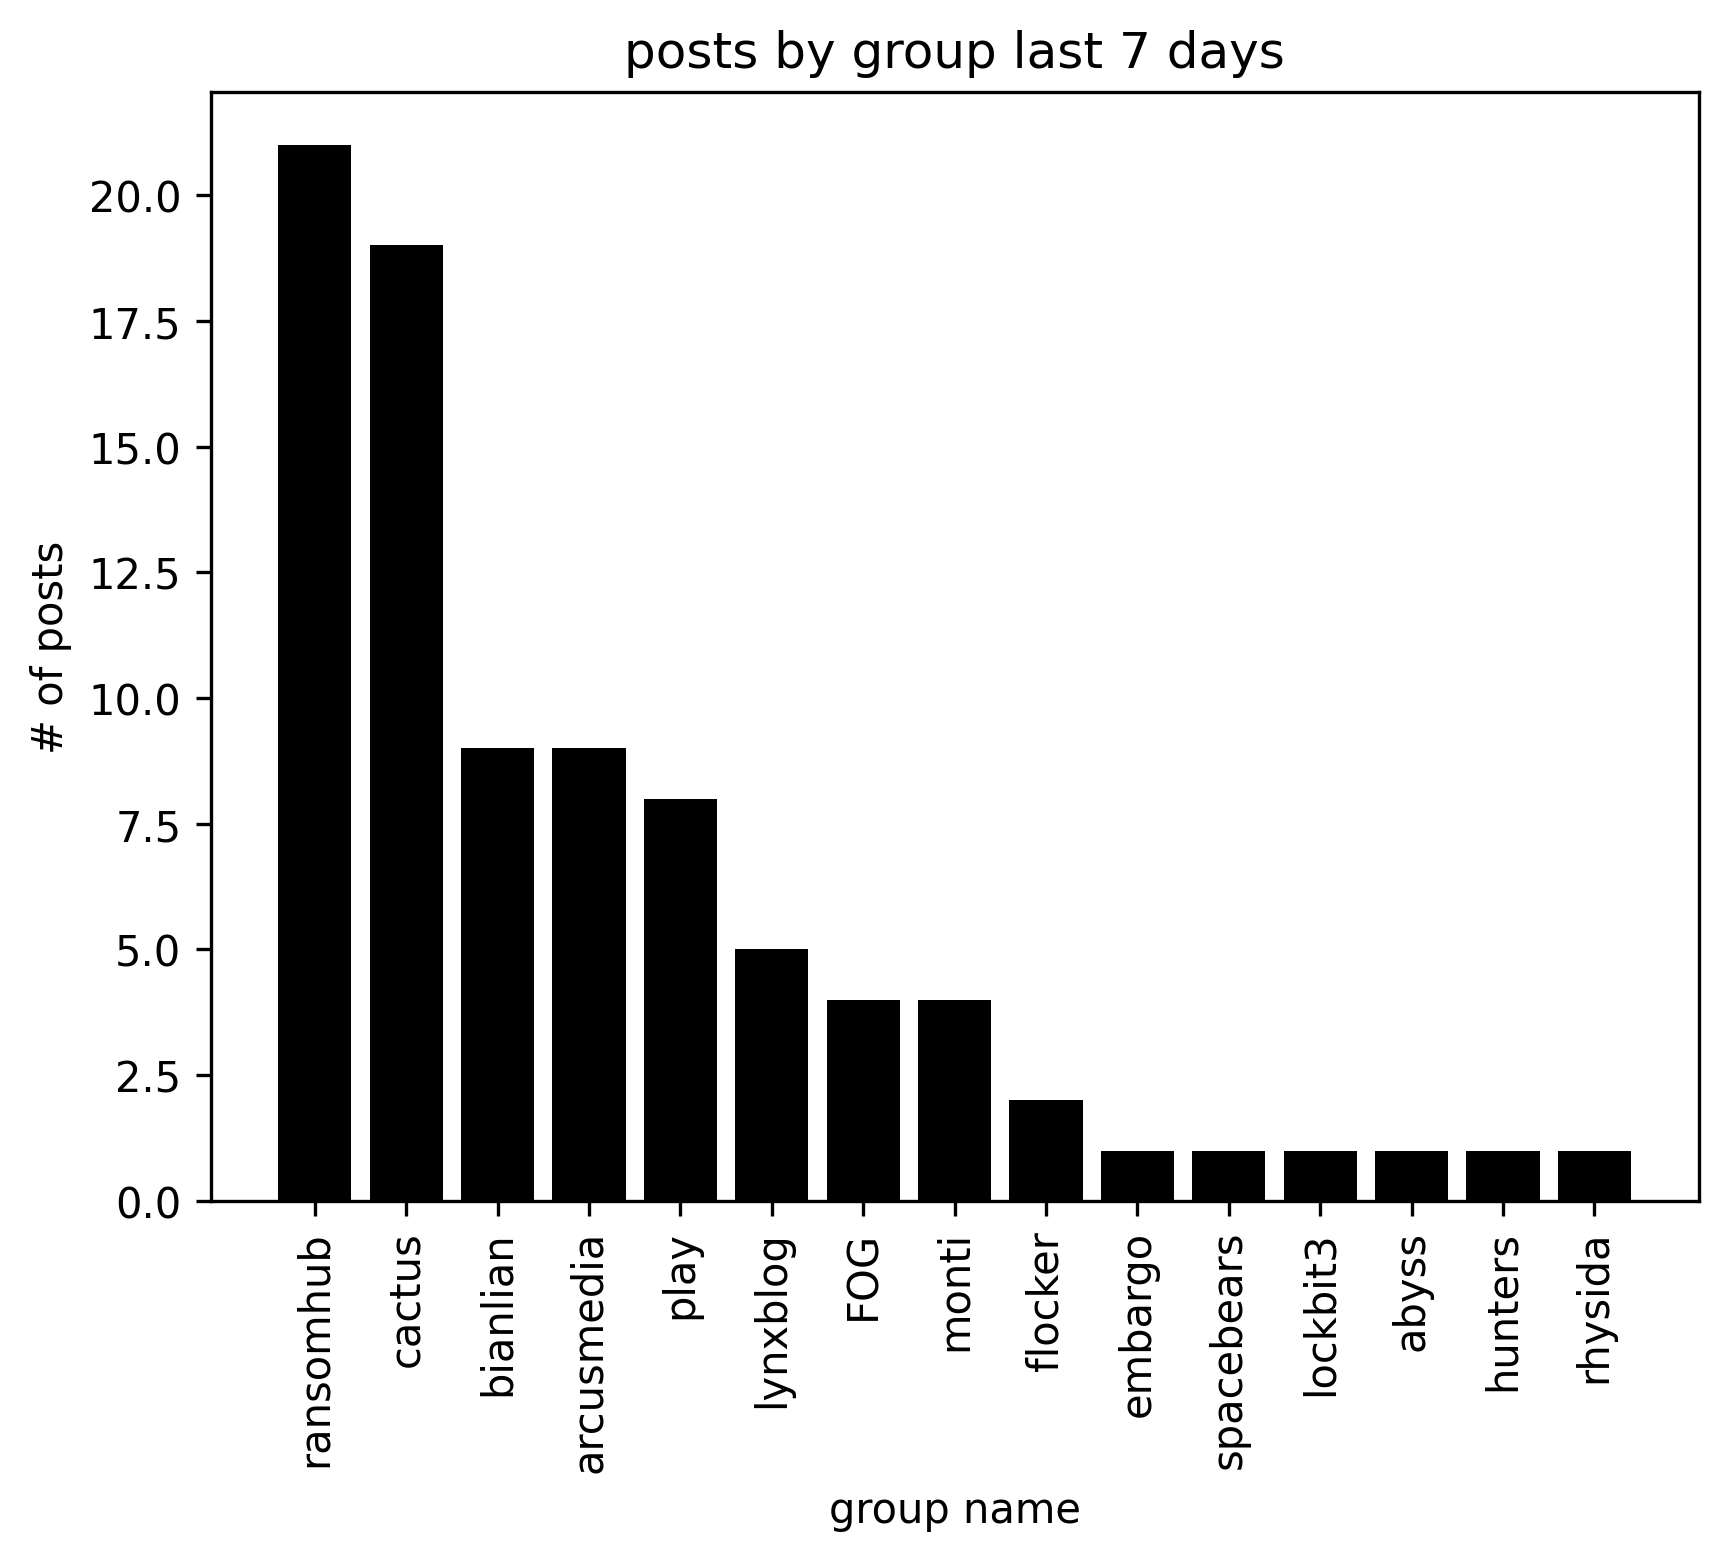 posts by group last 7 days
# of posts
20.0
17.5
15.0
12.5
10.0
7.5
5.0
2.5
0.0
ransomhub
cactus
bianlian
arcusmedia
play
lynxblog
FOG
monti
flocker
embargo
spacebears
lockbit3
abyss
hunters
rhysida
group name